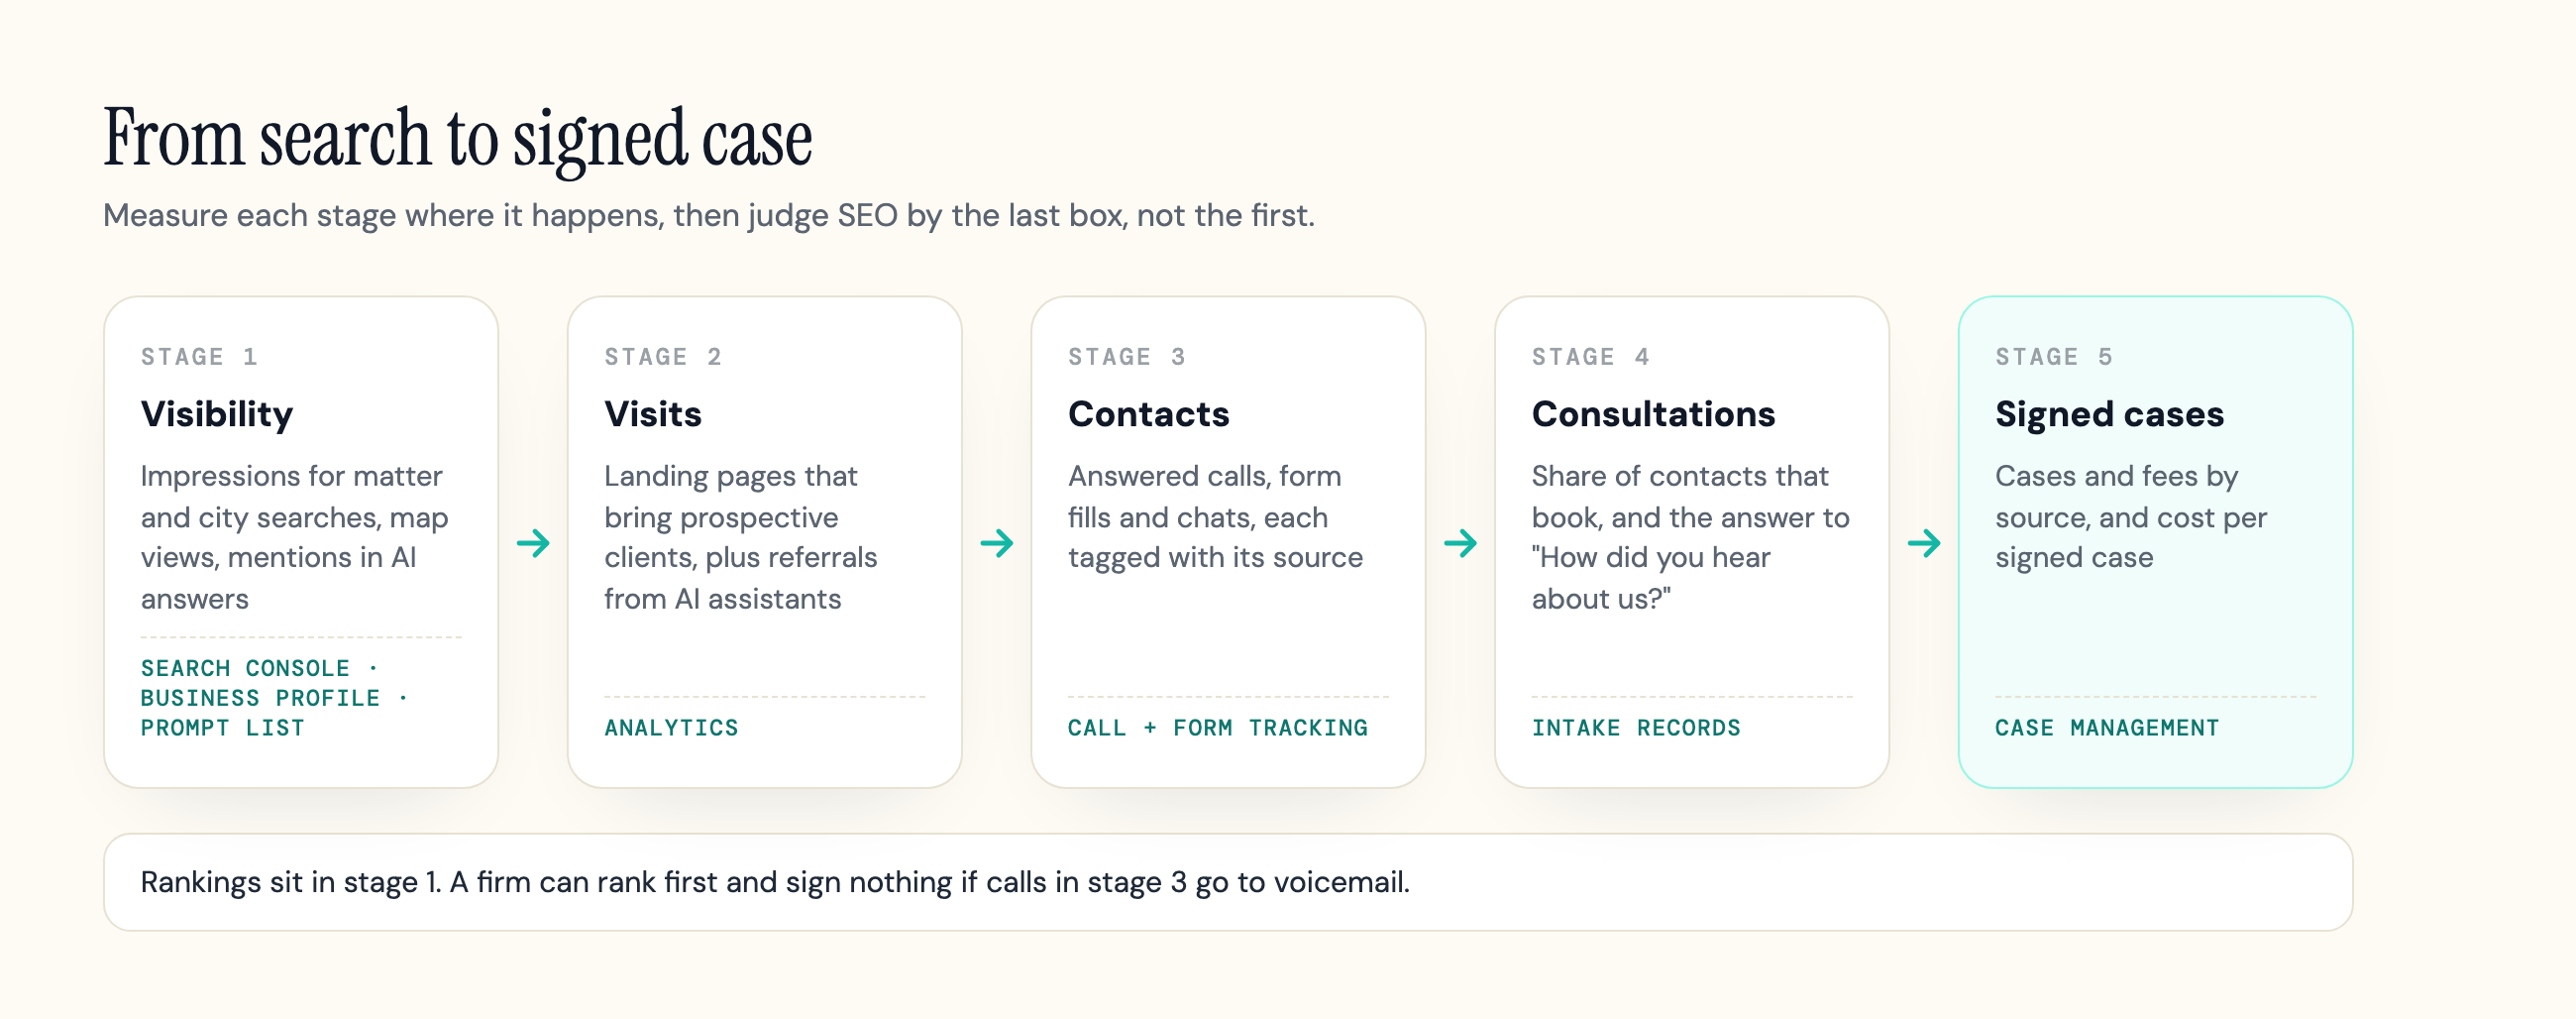 From search to signed case
Measure each stage where it happens, then judge SEO by the last box, not the first.
STAGE 1
Visibility
Impressions for matter
and city searches, map
views, mentions in AI
answers
SEARCH CONSOLE ·
BUSINESS PROFILE ·
PROMPT LIST
STAGE 2
Visits
Landing pages that
bring prospective
clients, plus referrals
from AI assistants
ANALYTICS
STAGE 3
Contacts
Answered calls, form
fills and chats, each
tagged with its source
CALL + FORM TRACKING
STAGE 4
Consultations
Share of contacts that
book, and the answer to
"How did you hear
about us?"
INTAKE RECORDS
STAGE 5
Signed cases
Cases and fees by
source, and cost per
signed case
CASE MANAGEMENT
Rankings sit in stage 1. A firm can rank first and sign nothing if calls in stage 3 go to voicemail.